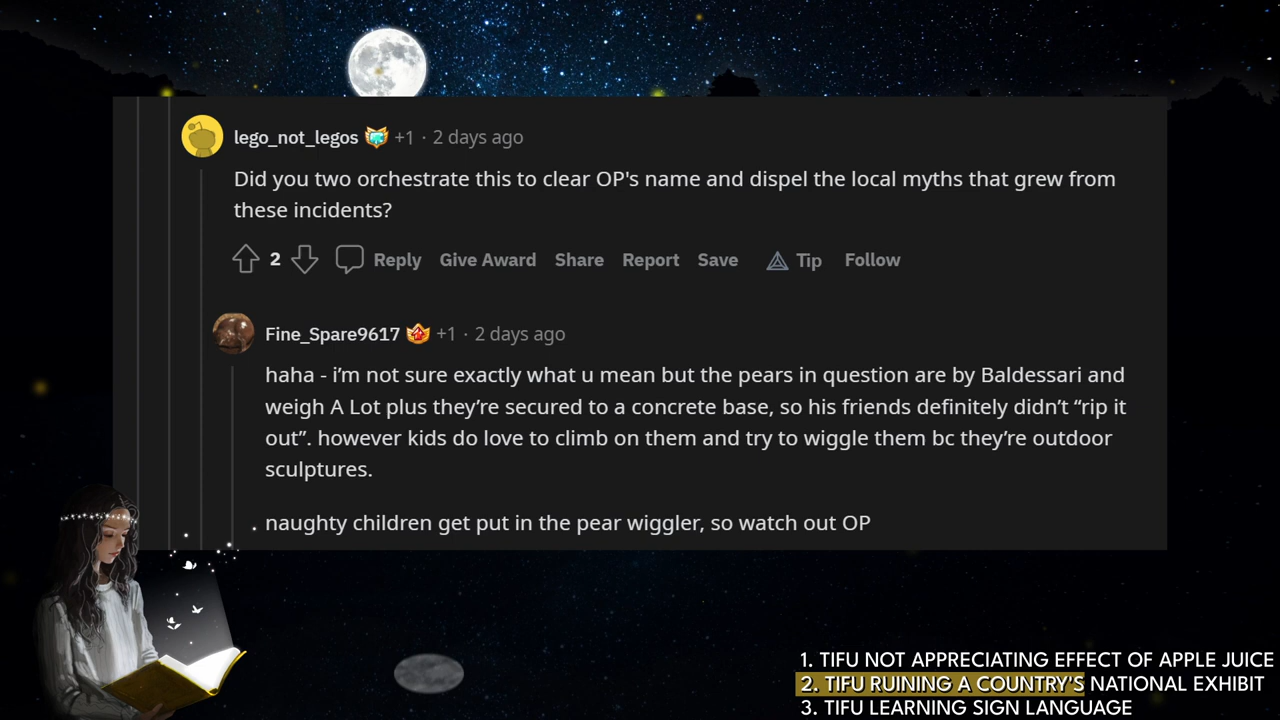 lego_not_legos +1 · 2 days ago
Did you two orchestrate this to clear OP's name and dispel the local myths that grew from
these incidents?
2 Reply Give Award Share Report Save Tip Follow
Fine_Spare9617 +1 · 2 days ago
haha - i’m not sure exactly what u mean but the pears in question are by Baldessari and
weigh A Lot plus they’re secured to a concrete base, so his friends definitely didn’t “rip it
out”. however kids do love to climb on them and try to wiggle them bc they’re outdoor
sculptures.
naughty children get put in the pear wiggler, so watch out OP
1. TIFU NOT APPRECIATING EFFECT OF APPLE JUICE
2. TIFU RUINING A COUNTRY'S NATIONAL EXHIBIT
3. TIFU LEARNING SIGN LANGUAGE